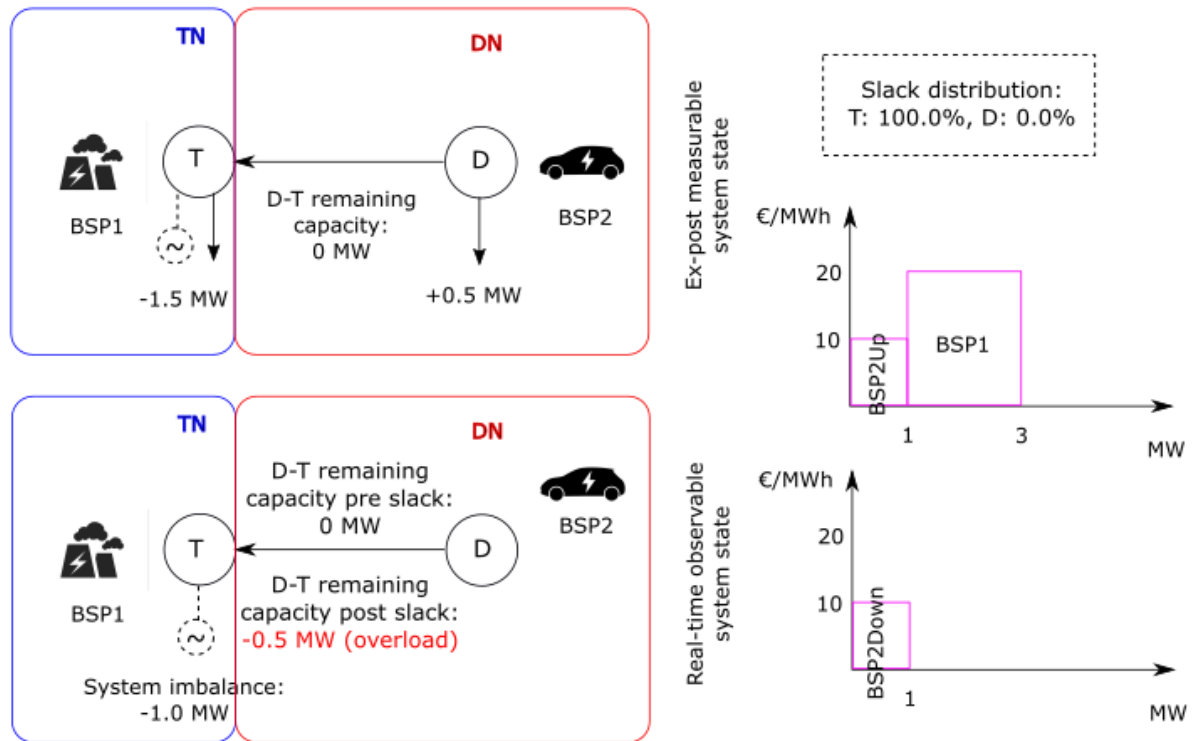 TN
DN
T
D
BSP1
BSP2
D-T remaining
capacity:
0 MW
~
-1.5 MW
+0.5 MW
Ex-post measurable
system state
Slack distribution:
T: 100.0%, D: 0.0%
€/MWh
20
10
BSP2Up
BSP1
1
3
MW
TN
DN
D-T remaining
capacity pre slack:
0 MW
BSP2
T
D
BSP1
D-T remaining
capacity post slack:
-0.5 MW (overload)
~
System imbalance:
-1.0 MW
Real-time observable
system state
€/MWh
20
10
BSP2Down
1
MW